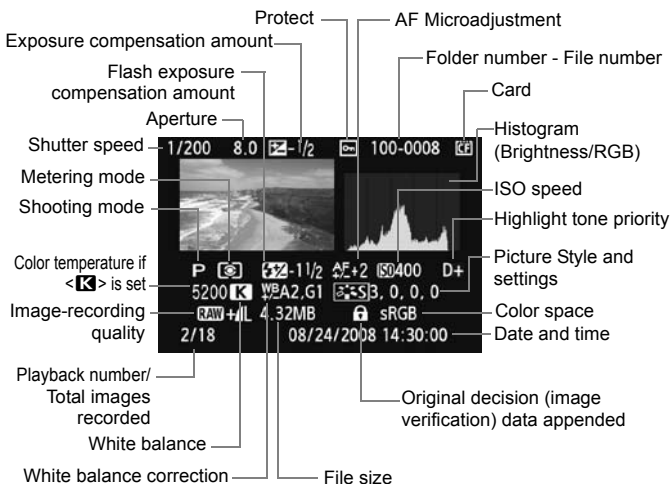 Protect
AF Microadjustment
Exposure compensation amount
Folder number - File number
Flash exposure
compensation amount
Card
Aperture
Histogram
(Brightness/RGB)
Shutter speed
1/200 8.0 -1/2 100-0008 CF
Metering mode
ISO speed
Shooting mode
Highlight tone priority
P -11/2 AF+2 ISO400 D+
Picture Style and
settings
Color temperature if
<K> is set
5200 K WB A2,G1 S 3, 0, 0, 0
Image-recording
quality
RAW+L 4.32MB sRGB
Color space
2/18 08/24/2008 14:30:00
Date and time
Playback number/
Total images
recorded
Original decision (image
verification) data appended
White balance
White balance correction
File size